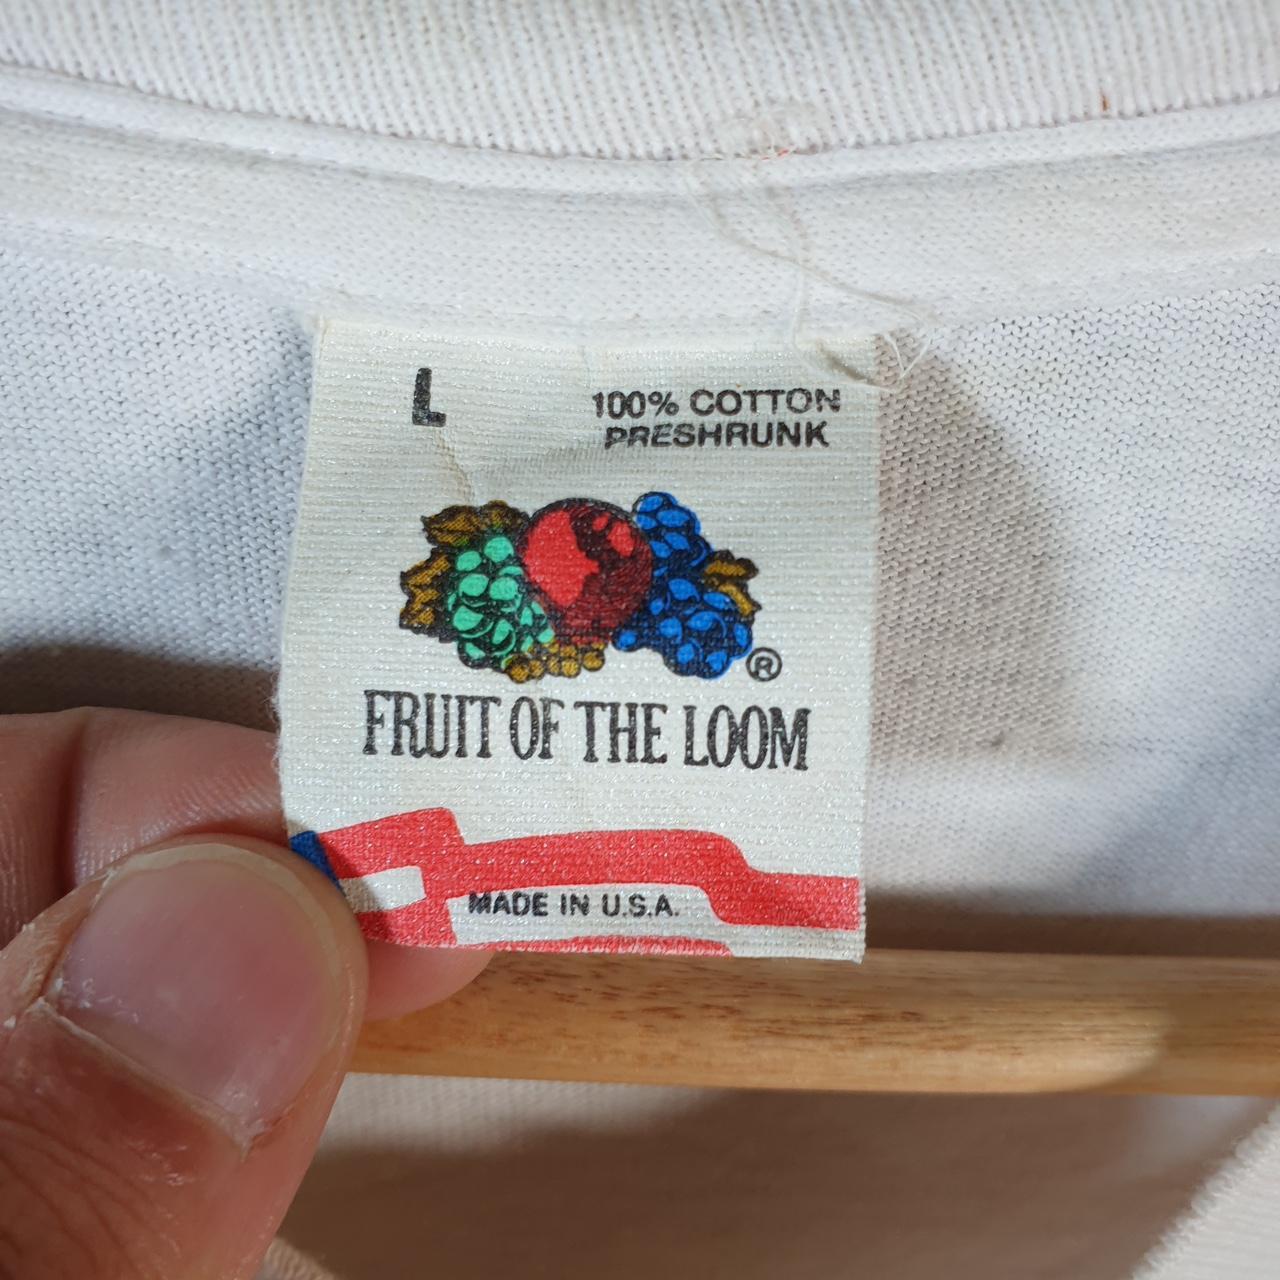 L
100% COTTON
PRESHRUNK
®
FRUIT OF THE LOOM
MADE IN U.S.A.